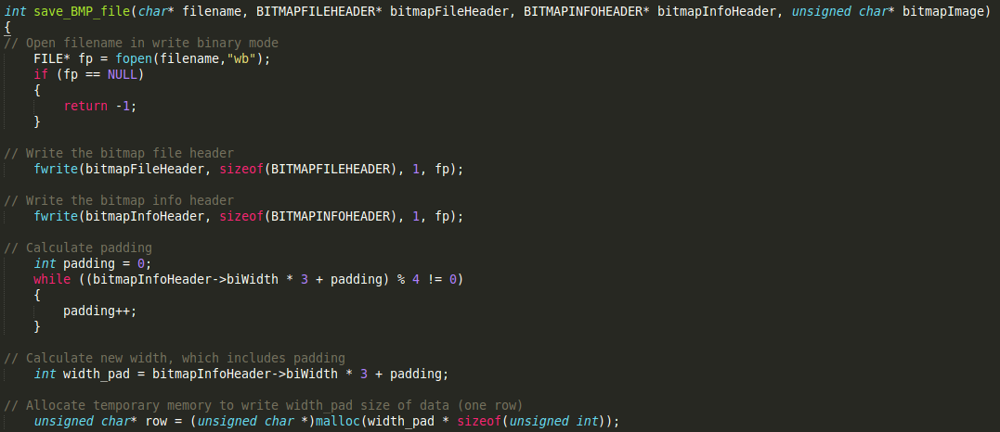 int save_BMP_file(char* filename, BITMAPFILEHEADER* bitmapFileHeader, BITMAPINFOHEADER* bitmapInfoHeader, unsigned char* bitmapImage)
{
// Open filename in write binary mode
    FILE* fp = fopen(filename,"wb");
    if (fp == NULL)
    {
        return -1;
    }

// Write the bitmap file header
    fwrite(bitmapFileHeader, sizeof(BITMAPFILEHEADER), 1, fp);

// Write the bitmap info header
    fwrite(bitmapInfoHeader, sizeof(BITMAPINFOHEADER), 1, fp);

// Calculate padding
    int padding = 0;
    while ((bitmapInfoHeader->biWidth * 3 + padding) % 4 != 0)
    {
        padding++;
    }

// Calculate new width, which includes padding
    int width_pad = bitmapInfoHeader->biWidth * 3 + padding;

// Allocate temporary memory to write width_pad size of data (one row)
    unsigned char* row = (unsigned char *)malloc(width_pad * sizeof(unsigned int));